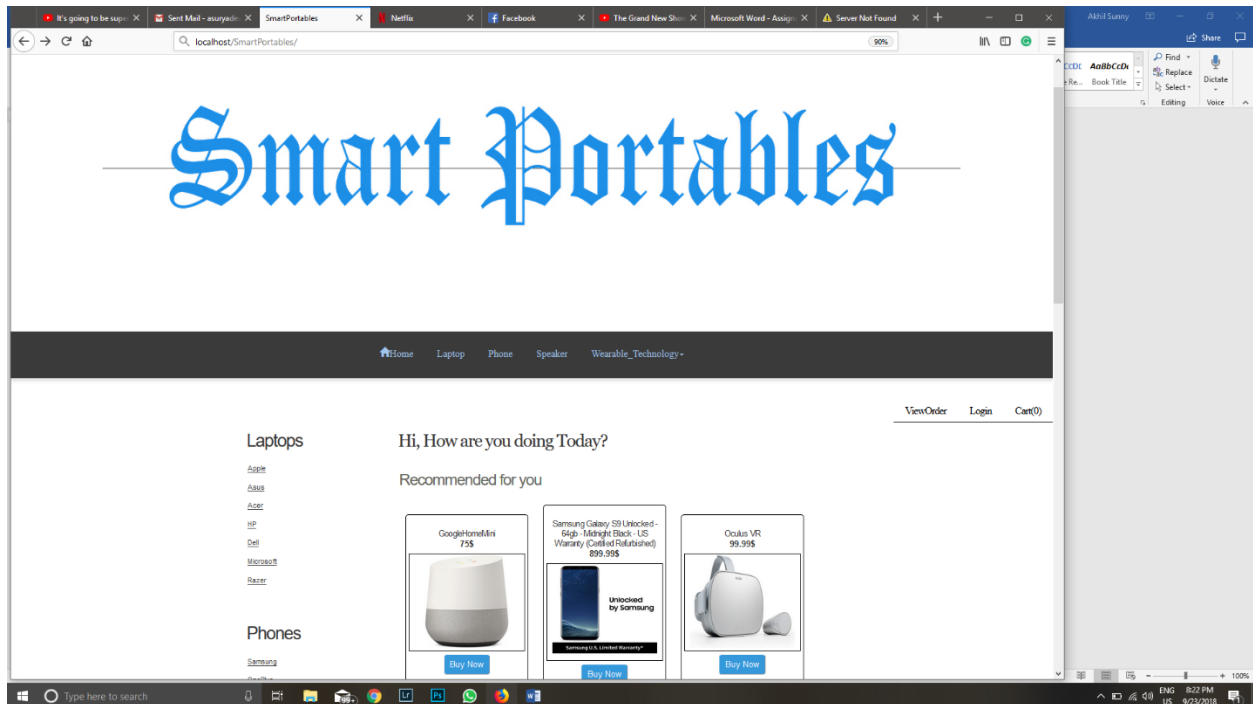 It's going to be supe
Sent Mail - asuryade
SmartPortables
Netflix
Facebook
The Grand New Sho
Microsoft Word - Assign
Server Not Found
Akhil Sunny
localhost/SmartPortables/
90%
Share
Find
Replace
Select
Dictate
AaBbCcDc
Book Title
Editing
Voice
Smart Portables
Home Laptop Phone Speaker Wearable_Technology
ViewOrder Login Cart(0)
Laptops
Apple
Asus
Acer
HP
Dell
Microsoft
Razer
Phones
Samsung
Hi, How are you doing Today?
Recommended for you
GoogleHomeMini
75$
Buy Now
Samsung Galaxy S9 Unlocked -
64gb - Midnight Black - US
Warranty (Certified Refurbished)
899.99$
Unlocked
by Samsung
Samsung U.S. Limited Warranty*
Buy Now
Oculus VR
99.99$
Buy Now
100%
Type here to search
99+
Lr
Ps
ENG
US
8:22 PM
9/23/2018